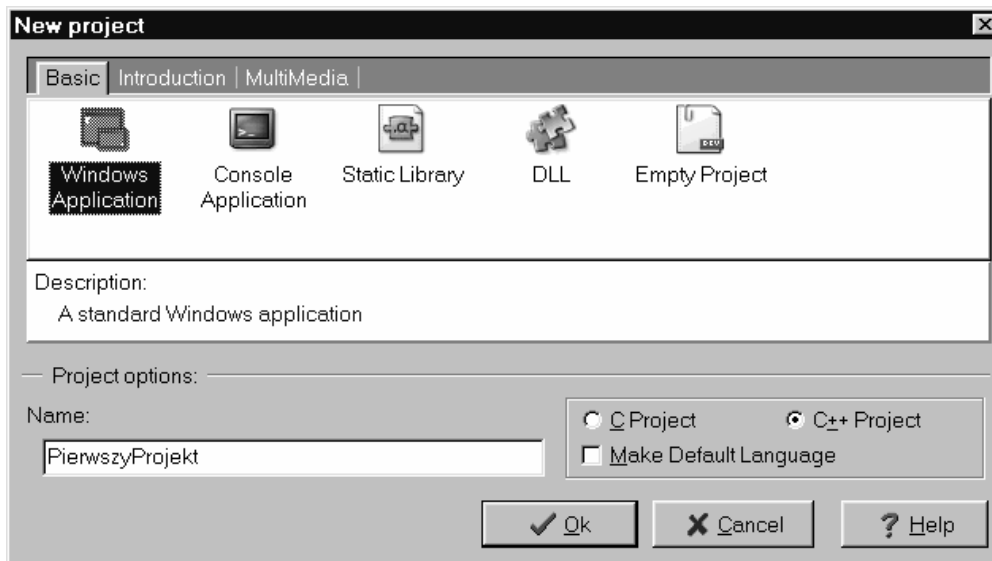 New project
Basic Introduction MultiMedia
Windows Application
Console Application
Static Library
DLL
Empty Project
Description:
A standard Windows application
Project options:
Name:
PierwszyProjekt
C Project
C++ Project
Make Default Language
Ok
Cancel
Help